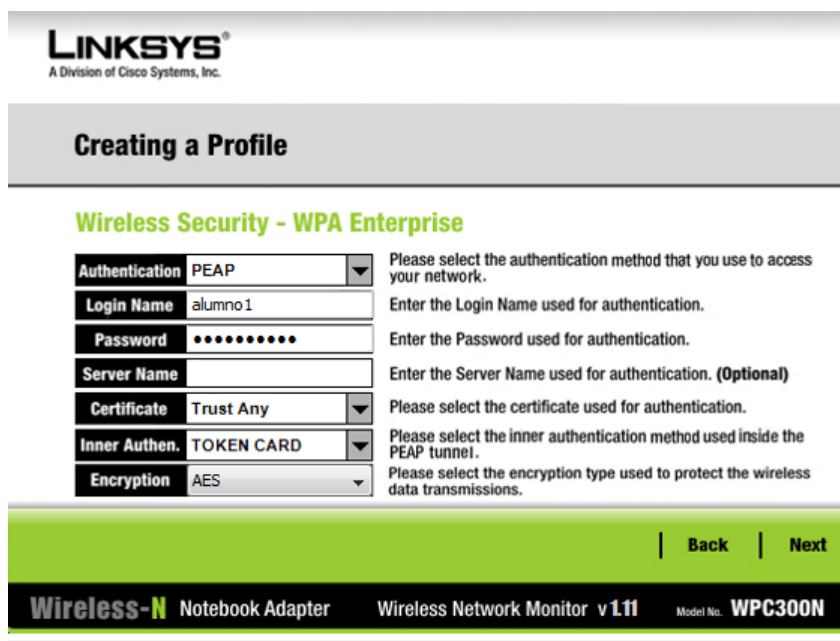 LINKSYS®
A Division of Cisco Systems, Inc.
Creating a Profile
Wireless Security - WPA Enterprise
Authentication PEAP Please select the authentication method that you use to access
your network.
Login Name alumno1 Enter the Login Name used for authentication.
Password •••••••••• Enter the Password used for authentication.
Server Name Enter the Server Name used for authentication. (Optional)
Certificate Trust Any Please select the certificate used for authentication.
Inner Authen. TOKEN CARD Please select the inner authentication method used inside the
PEAP tunnel.
Encryption AES Please select the encryption type used to protect the wireless
data transmissions.
Back Next
Wireless-N Notebook Adapter Wireless Network Monitor v1.11 Model No. WPC300N